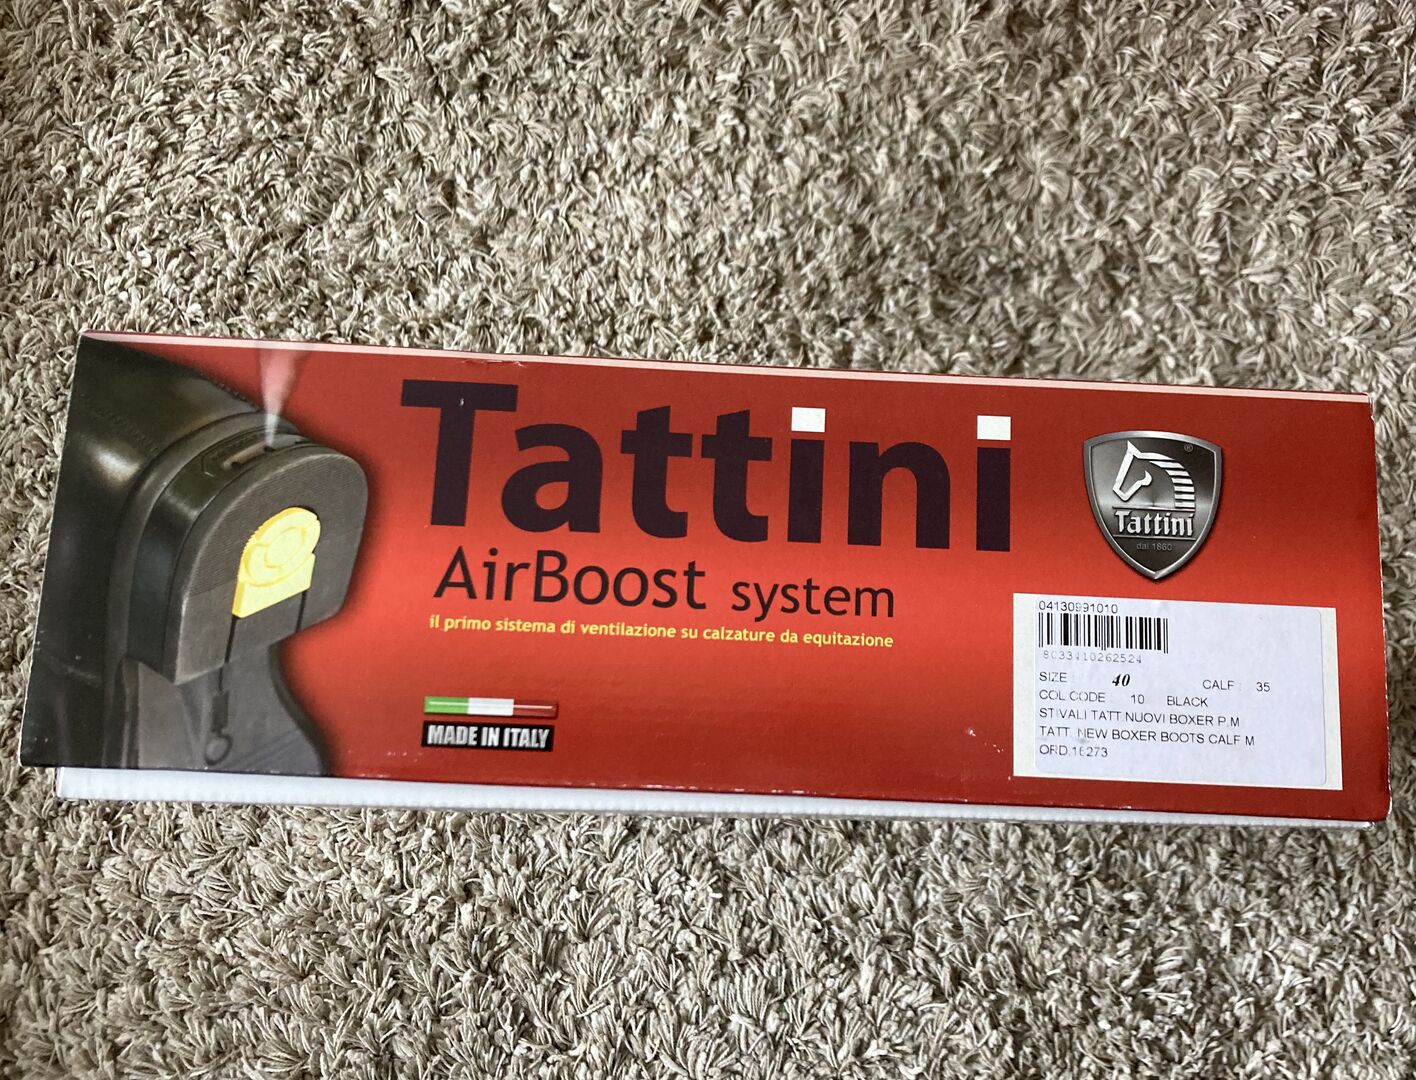 Tattini
AirBoost system
il primo sistema di ventilazione su calzature da equitazione
MADE IN ITALY
®
Tattini
dal 1860
04130991010
8033410262524
SIZE 40 CALF : 35
COL CODE : 10 BLACK
STIVALI TATT.NUOVI BOXER P.M
TATT. NEW BOXER BOOTS CALF M